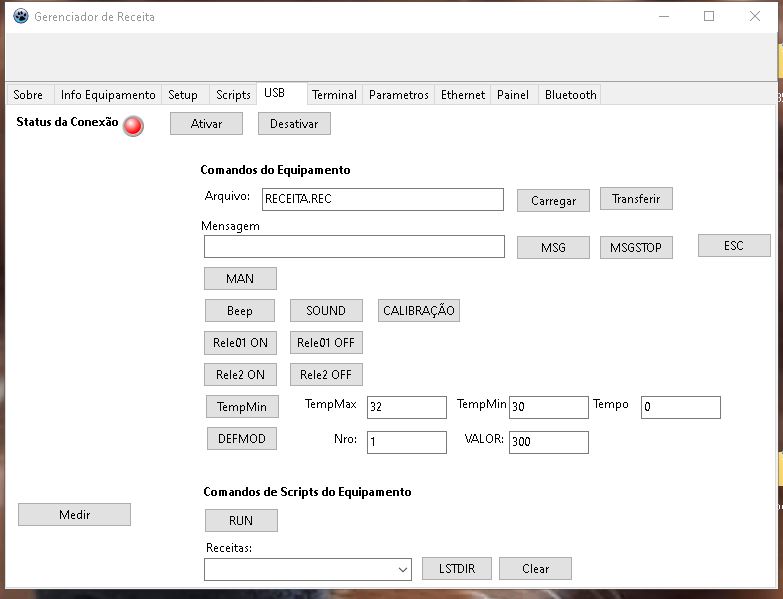 Gerenciador de Receita
Sobre Info Equipamento Setup Scripts USB Terminal Parametros Ethernet Painel Bluetooth
Status da Conexão Ativar Desativar
Comandos do Equipamento
Arquivo: RECEITA.REC Carregar Transferir
Mensagem
MSG MSGSTOP ESC
MAN
Beep SOUND CALIBRAÇÃO
Rele01 ON Rele01 OFF
Rele2 ON Rele2 OFF
TempMin TempMax 32 TempMin 30 Tempo 0
DEFMOD Nro: 1 VALOR: 300
Comandos de Scripts do Equipamento
Medir RUN
Receitas:
LSTDIR Clear